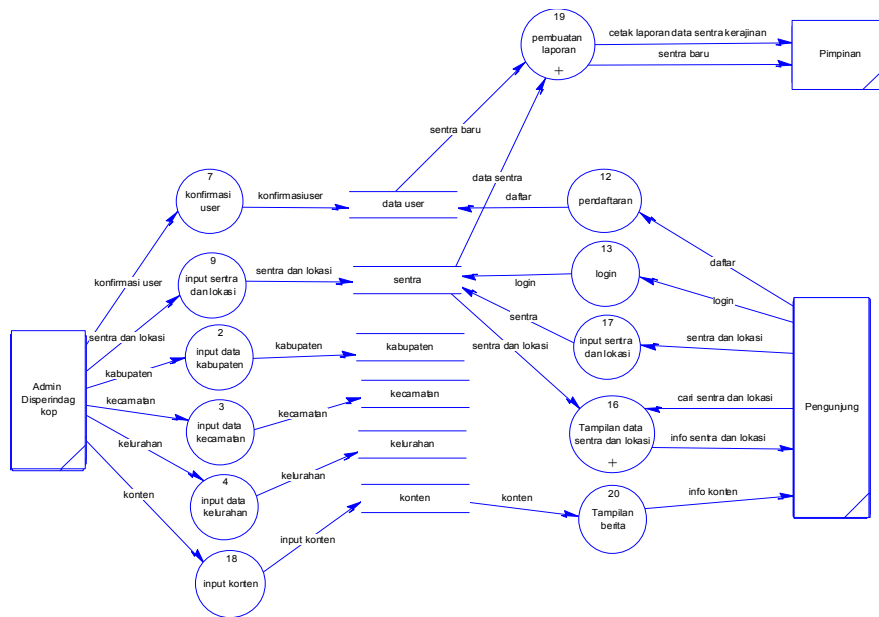 19
pembuatan
laporan
+
cetak laporan data sentra kerajinan
sentra baru
Pimpinan
sentra baru
data sentra
7
konfirmasi
user
konfirmasiuser
data user
daftar
12
pendaftaran
konfirmasi user
9
input sentra
dan lokasi
sentra dan lokasi
sentra
login
13
login
daftar
login
sentra dan lokasi
2
input data
kabupaten
kabupaten
kabupaten
kabupaten
sentra
sentra dan lokasi
17
input sentra
dan lokasi
sentra dan lokasi
Admin
Disperindag
kop
kecamatan
3
input data
kecamatan
kecamatan
kecamatan
16
Tampilan data
sentra dan lokasi
+
cari sentra dan lokasi
info sentra dan lokasi
Pengunjung
kelurahan
4
input data
kelurahan
kelurahan
kelurahan
konten
18
input konten
input konten
konten
konten
20
Tampilan
berita
info konten